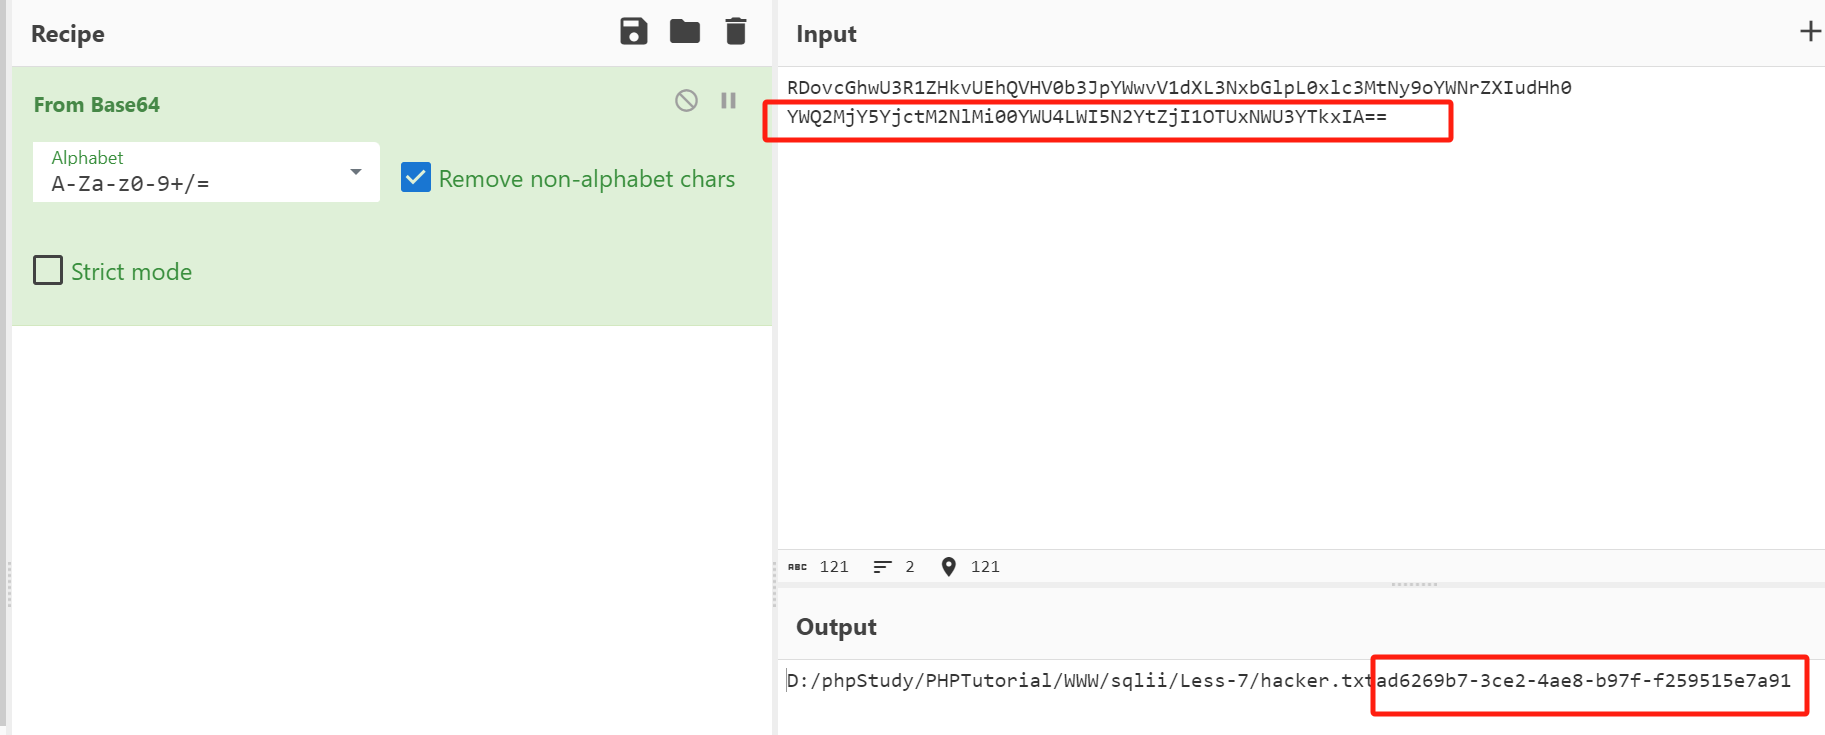 Recipe
From Base64
Alphabet
A-Za-z0-9+/=
Remove non-alphabet chars
Strict mode
Input
RDovcGhwU3R1ZHkvUEhQVHV0b3JpYWwvV1dXL3NxbGlpL0xlc3MtNy9oYWNrZXIudHh0
YWQ2MjY5YjctM2NlMi00YWU4LWI5N2YtZjI1OTUxNWU3YTkxIA==
ABC 121 2 121
Output
D:/phpStudy/PHPTutorial/WWW/sqlii/Less-7/hacker.txtad6269b7-3ce2-4ae8-b97f-f259515e7a91